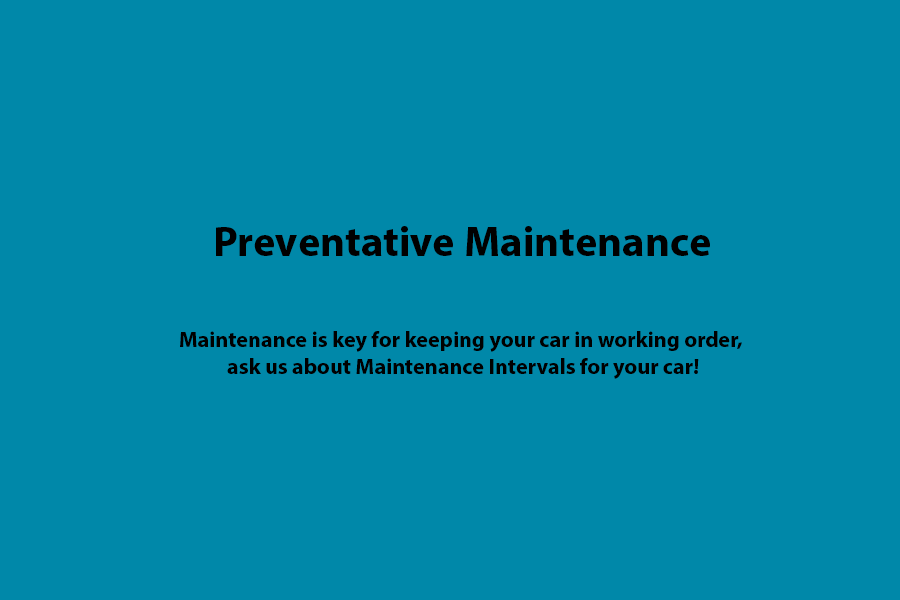 Preventative Maintenance
Maintenance is key for keeping your car in working order,
ask us about Maintenance Intervals for your car!